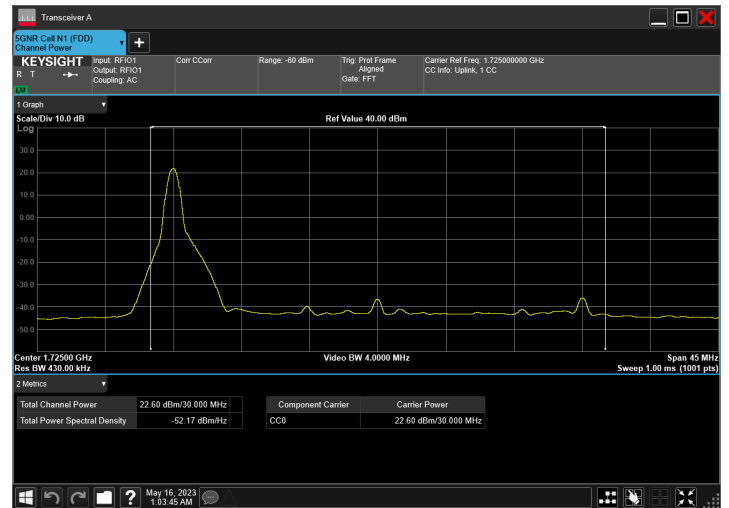 Transceiver A
5GNR Cell N1 (FDD)
Channel Power
KEYSIGHT
R T
LXI
Input: RFIO1
Output: RFIO1
Coupling: AC
Corr CCorr
Range: -60 dBm
Trig: Prot Frame
Aligned
Gate: FFT
Carrier Ref Freq: 1.725000000 GHz
CC Info: Uplink, 1 CC
1 Graph
Scale/Div 10.0 dB
Ref Value 40.00 dBm
Log
30.0
20.0
10.0
0.00
-10.0
-20.0
-30.0
-40.0
-50.0
Center 1.72500 GHz
Video BW 4.0000 MHz
Span 45 MHz
Res BW 430.00 kHz
Sweep 1.00 ms (1001 pts)
2 Metrics
Total Channel Power 22.60 dBm/30.000 MHz
Total Power Spectral Density -52.17 dBm/Hz
Component Carrier Carrier Power
CC0 22.60 dBm/30.000 MHz
?
May 16, 2023
1:03:45 AM